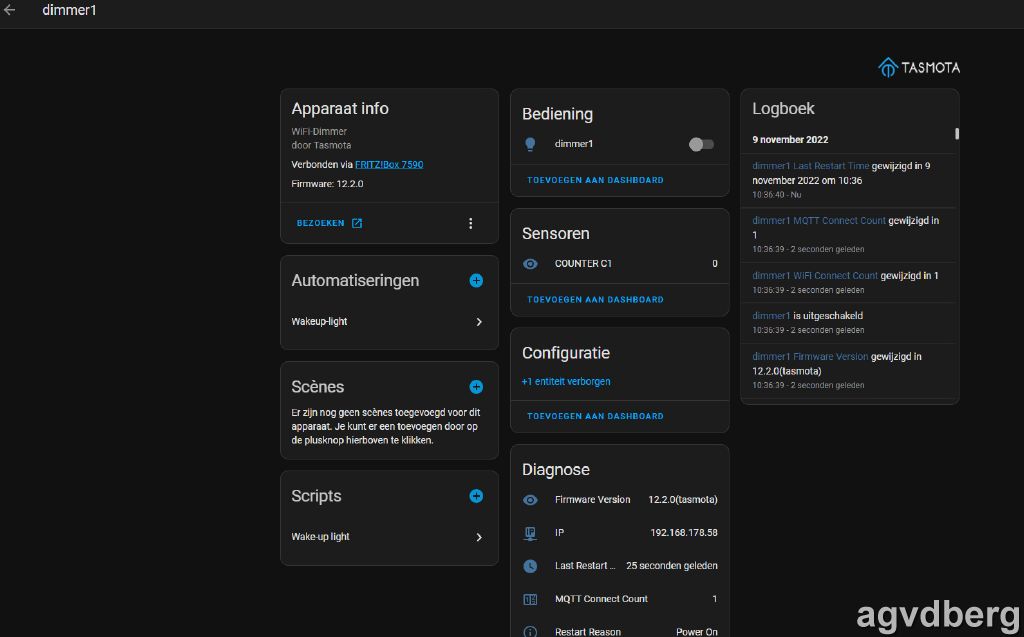 dimmer1
TASMOTA
Apparaat info
WiFi-Dimmer
door Tasmota
Verbonden via FRITZ!Box 7590
Firmware: 12.2.0
BEZOEKEN
Automatiseringen
Wakeup-light
Scènes
Er zijn nog geen scènes toegevoegd voor dit
apparaat. Je kunt er een toevoegen door op
de plusknop hierboven te klikken.
Scripts
Wake-up light
Bediening
dimmer1
TOEVOEGEN AAN DASHBOARD
Sensoren
COUNTER C1 0
TOEVOEGEN AAN DASHBOARD
Configuratie
+1 entiteit verborgen
TOEVOEGEN AAN DASHBOARD
Diagnose
Firmware Version 12.2.0(tasmota)
IP 192.168.178.58
Last Restart ... 25 seconden geleden
MQTT Connect Count 1
Restart Reason Power On
Logboek
9 november 2022
dimmer1 Last Restart Time gewijzigd in 9
november 2022 om 10:36
10:36:40 - Nu
dimmer1 MQTT Connect Count gewijzigd in
1
10:36:39 - 2 seconden geleden
dimmer1 WiFi Connect Count gewijzigd in 1
10:36:39 - 2 seconden geleden
dimmer1 is uitgeschakeld
10:36:39 - 2 seconden geleden
dimmer1 Firmware Version gewijzigd in
12.2.0(tasmota)
10:36:39 - 2 seconden geleden
agvdberg